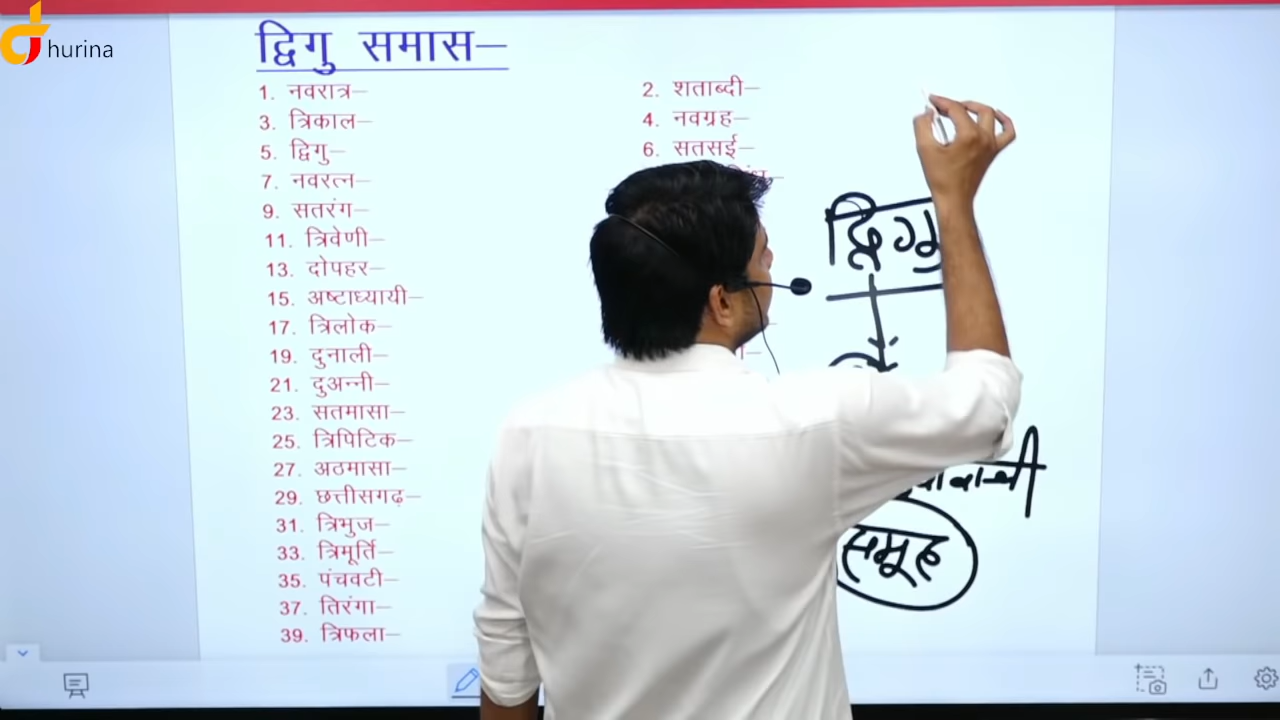 hurina
द्विगु समास–
1. नवरात्र–
2. शताब्दी–
3. त्रिकाल–
4. नवग्रह–
5. द्विगु–
6. सतसई–
7. नवरत्न–
9. सतरंग–
11. त्रिवेणी–
13. दोपहर–
15. अष्टाध्यायी–
17. त्रिलोक–
19. दुनाली–
21. दुअन्नी–
23. सतमासा–
25. त्रिपिटिक–
27. अठमासा–
29. छत्तीसगढ़–
31. त्रिभुज–
33. त्रिमूर्ति–
35. पंचवटी–
37. तिरंगा–
39. त्रिफला–
द्विगु
समूह